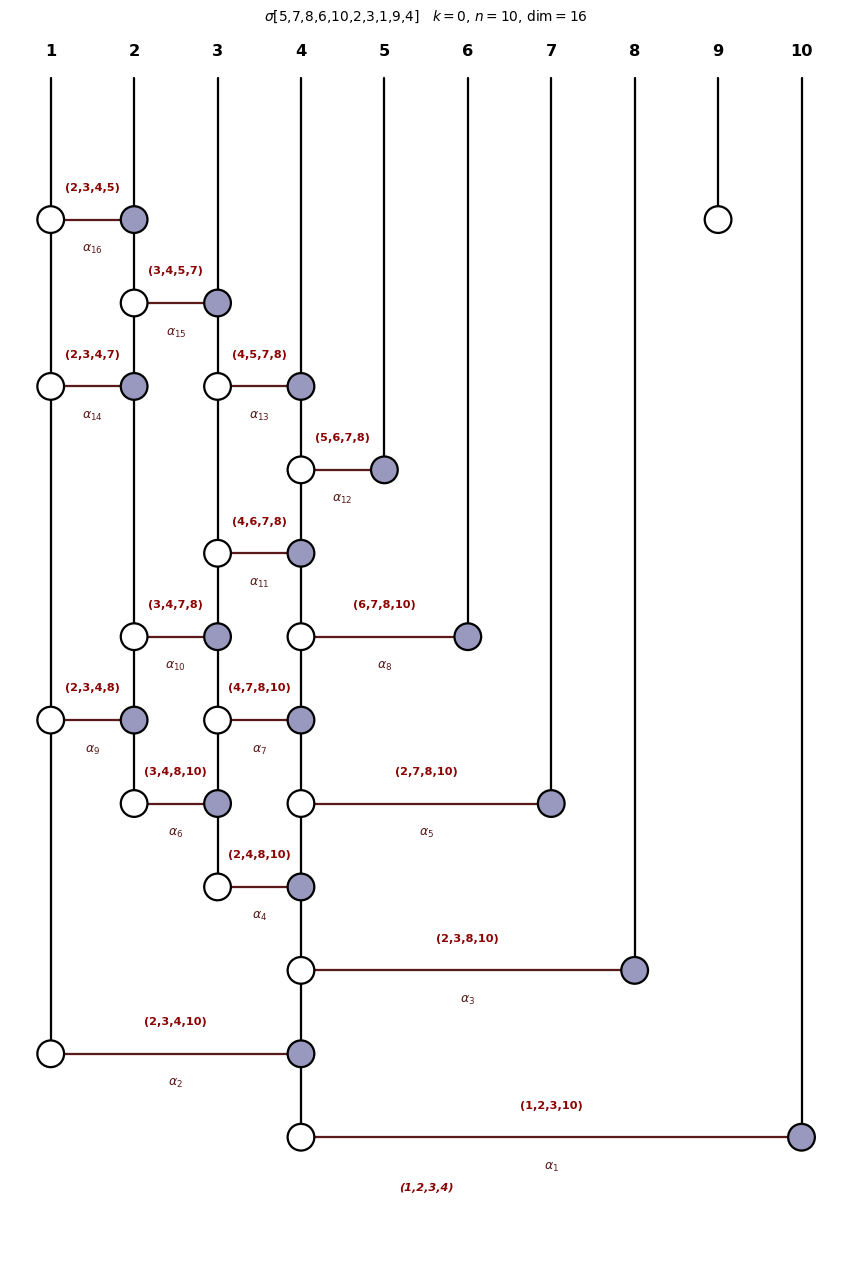 σ[5,7,8,6,10,2,3,1,9,4] k=0, n=10, dim=16
1 2 3 4 5 6 7 8 9 10
(2,3,4,5)
α₁₆
(3,4,5,7)
α₁₅
(2,3,4,7) (4,5,7,8)
α₁₄ α₁₃
(5,6,7,8)
α₁₂
(4,6,7,8)
α₁₁
(3,4,7,8) (6,7,8,10)
α₁₀ α₈
(2,3,4,8) (4,7,8,10)
α₉ α₇
(3,4,8,10) (2,7,8,10)
α₆ α₅
(2,4,8,10)
α₄
(2,3,8,10)
α₃
(2,3,4,10)
α₂
(1,2,3,10)
α₁
(1,2,3,4)